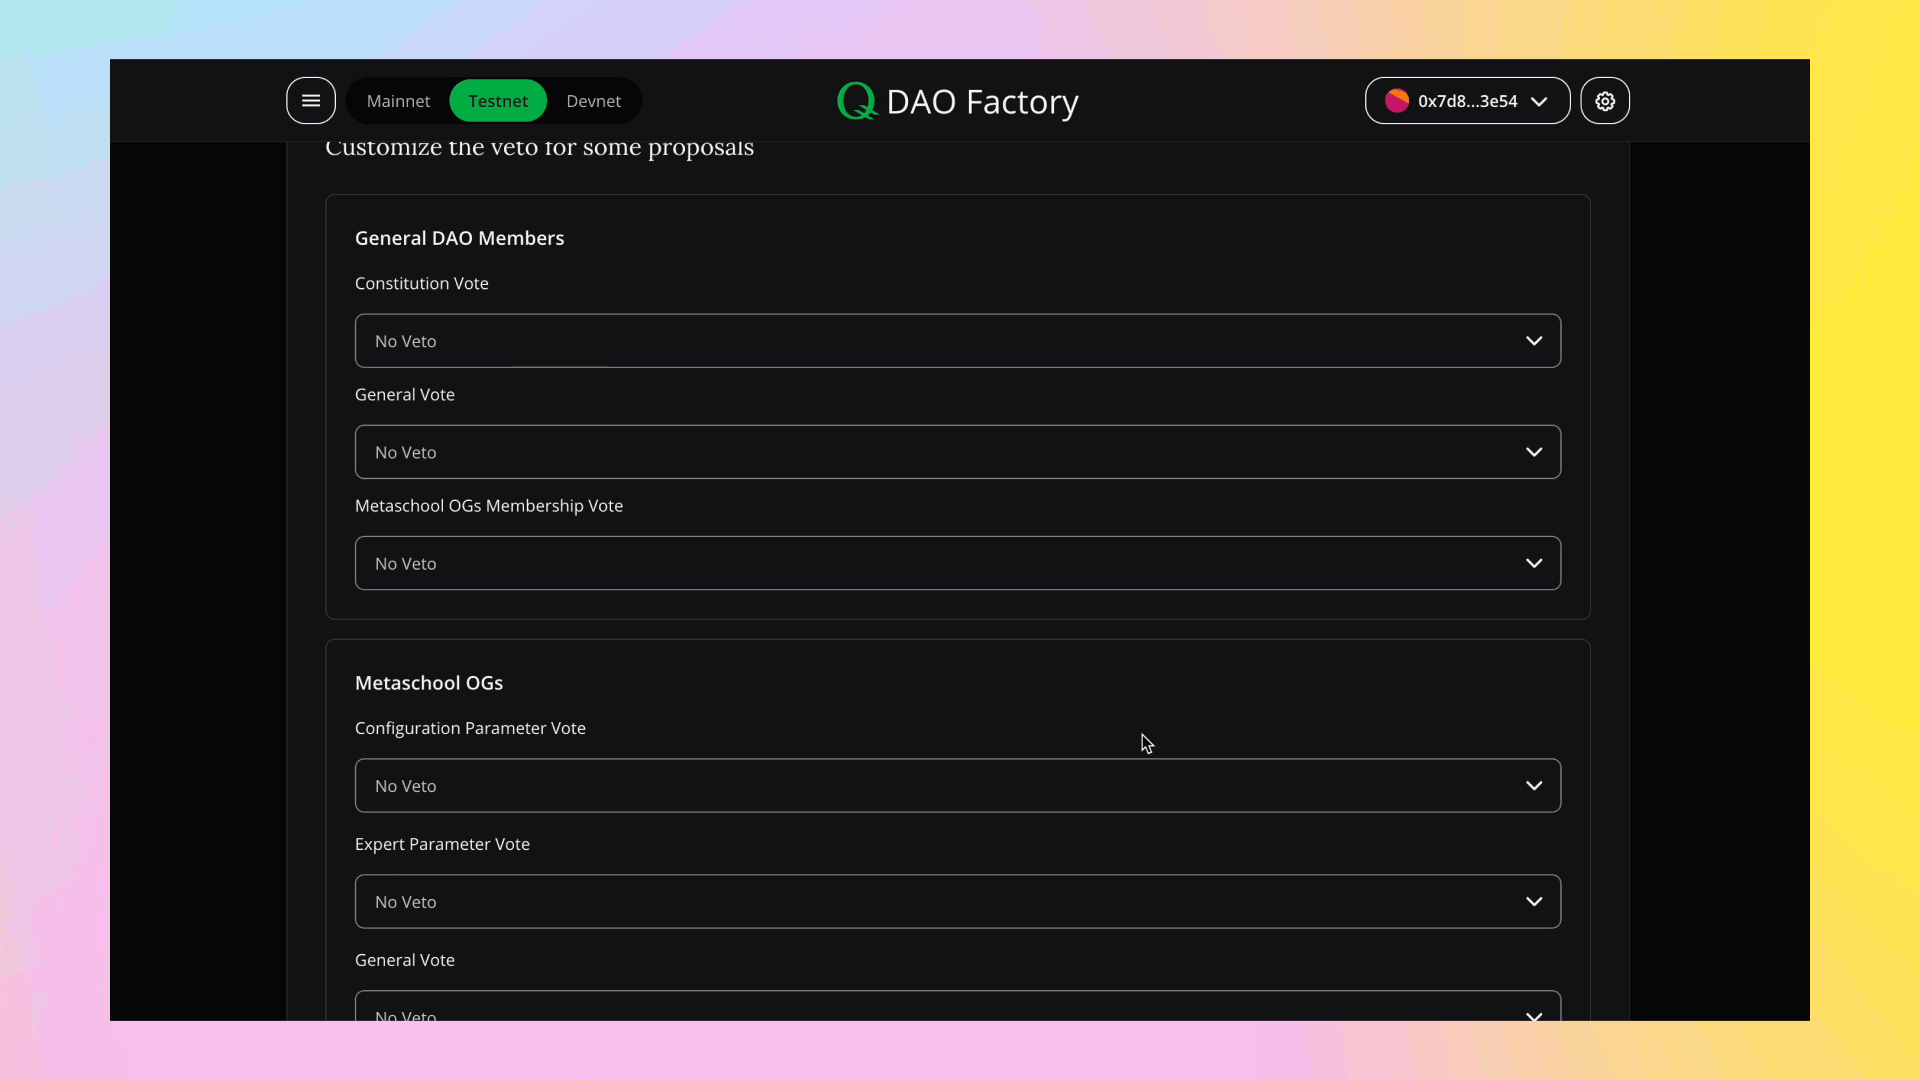 Mainnet
Testnet
Devnet
Q DAO Factory
0x7d8...3e54
Customize the veto for some proposals
General DAO Members
Constitution Vote
No Veto
General Vote
No Veto
Metaschool OGs Membership Vote
No Veto
Metaschool OGs
Configuration Parameter Vote
No Veto
Expert Parameter Vote
No Veto
General Vote
No Veto